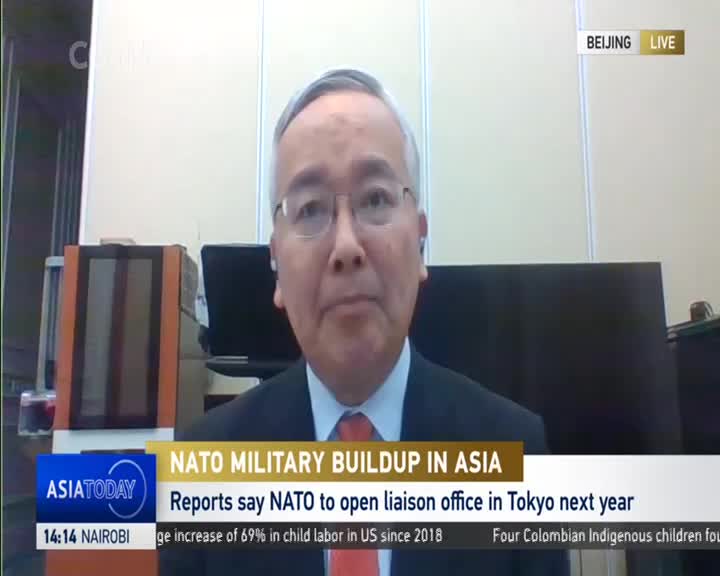 BEIJING LIVE
NATO MILITARY BUILDUP IN ASIA
ASIA TODAY
Reports say NATO to open liaison office in Tokyo next year
14:14 NAIROBI
ge increase of 69% in child labor in US since 2018 Four Colombian Indigenous children fou